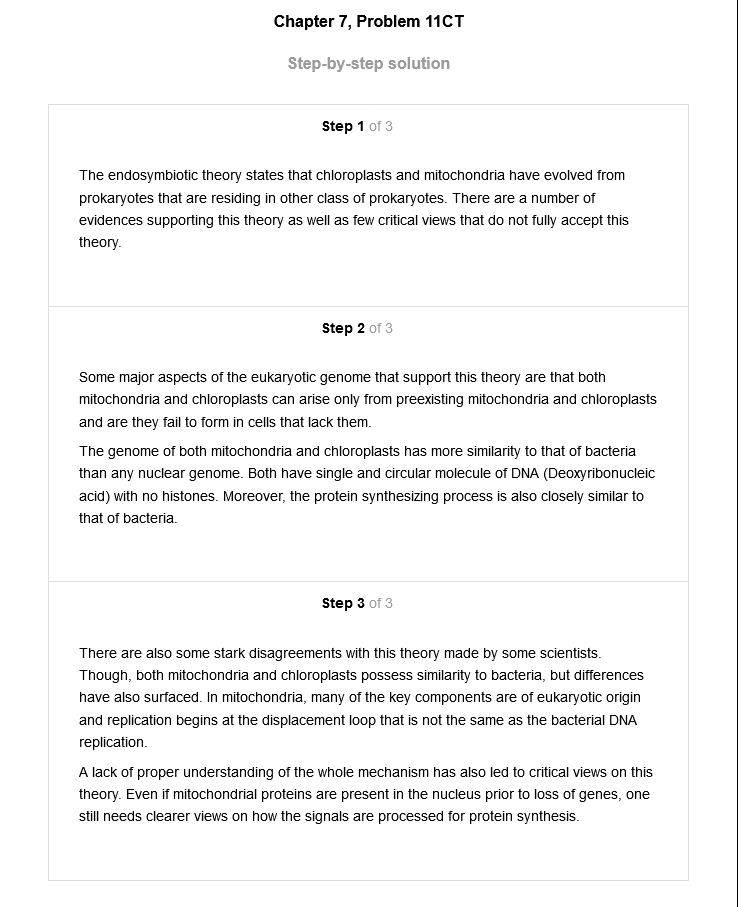 Chapter 7, Problem 11CT
Step-by-step solution
Step 1 of 3
The endosymbiotic theory states that chloroplasts and mitochondria have evolved from
prokaryotes that are residing in other class of prokaryotes. There are a number of
evidences supporting this theory as well as few critical views that do not fully accept this
theory.
Step 2 of 3
Some major aspects of the eukaryotic genome that support this theory are that both
mitochondria and chloroplasts can arise only from preexisting mitochondria and chloroplasts
and are they fail to form in cells that lack them.
The genome of both mitochondria and chloroplasts has more similarity to that of bacteria
than any nuclear genome. Both have single and circular molecule of DNA (Deoxyribonucleic
acid) with no histones. Moreover, the protein synthesizing process is also closely similar to
that of bacteria.
Step 3 of 3
There are also some stark disagreements with this theory made by some scientists.
Though, both mitochondria and chloroplasts possess similarity to bacteria, but differences
have also surfaced. In mitochondria, many of the key components are of eukaryotic origin
and replication begins at the displacement loop that is not the same as the bacterial DNA
replication.
A lack of proper understanding of the whole mechanism has also led to critical views on this
theory. Even if mitochondrial proteins are present in the nucleus prior to loss of genes, one
still needs clearer views on how the signals are processed for protein synthesis.